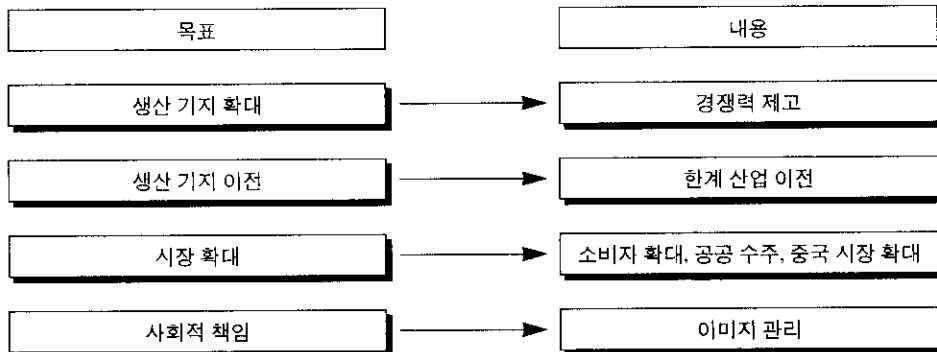 목표
내용
생산 기지 확대
경쟁력 제고
생산 기지 이전
한계 산업 이전
시장 확대
소비자 확대, 공공 수주, 중국 시장 확대
사회적 책임
이미지 관리